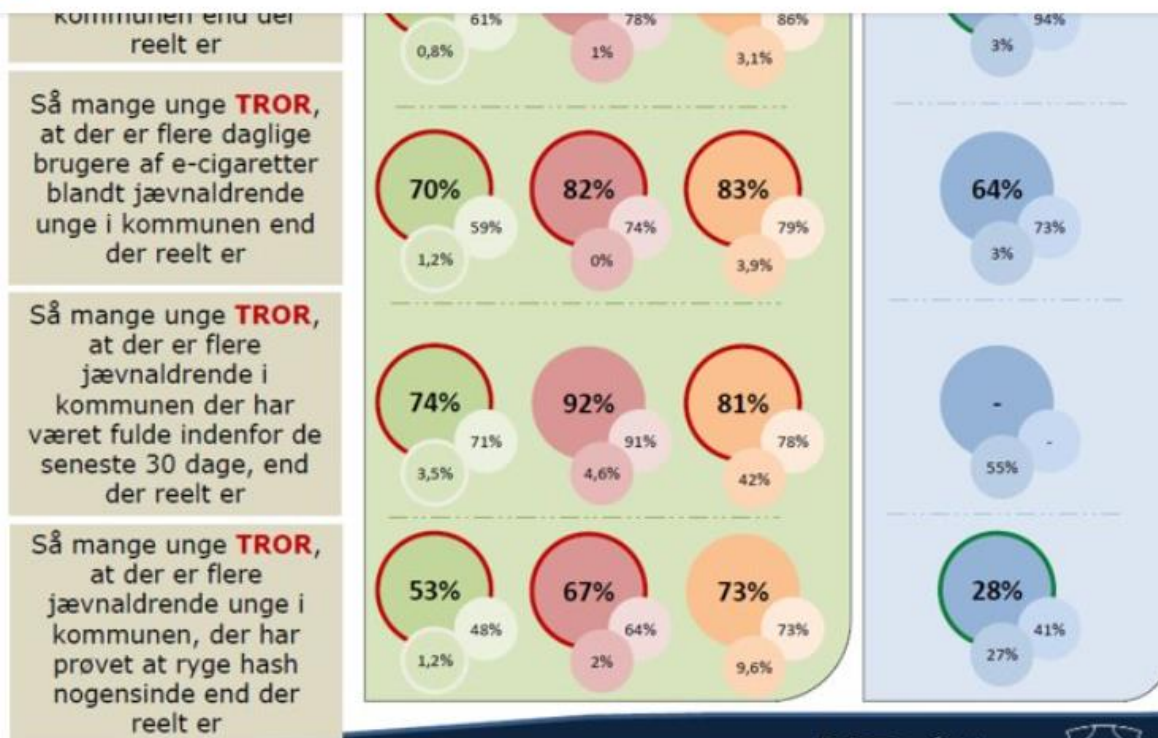 kommunen end der
reelt er
61%
0,8%
78%
1%
86%
3,1%
94%
3%
Så mange unge TROR,
at der er flere daglige
brugere af e-cigaretter
blandt jævnaldrende
unge i kommunen end
der reelt er
70%
59%
1,2%
82%
74%
0%
83%
79%
3,9%
64%
73%
3%
Så mange unge TROR,
at der er flere
jævnaldrende i
kommunen der har
været fulde indenfor de
seneste 30 dage, end
der reelt er
74%
71%
3,5%
92%
91%
4,6%
81%
78%
42%
-
-
55%
Så mange unge TROR,
at der er flere
jævnaldrende unge i
kommunen, der har
prøvet at ryge hash
nogensinde end der
reelt er
53%
48%
1,2%
67%
64%
2%
73%
73%
9,6%
28%
41%
27%